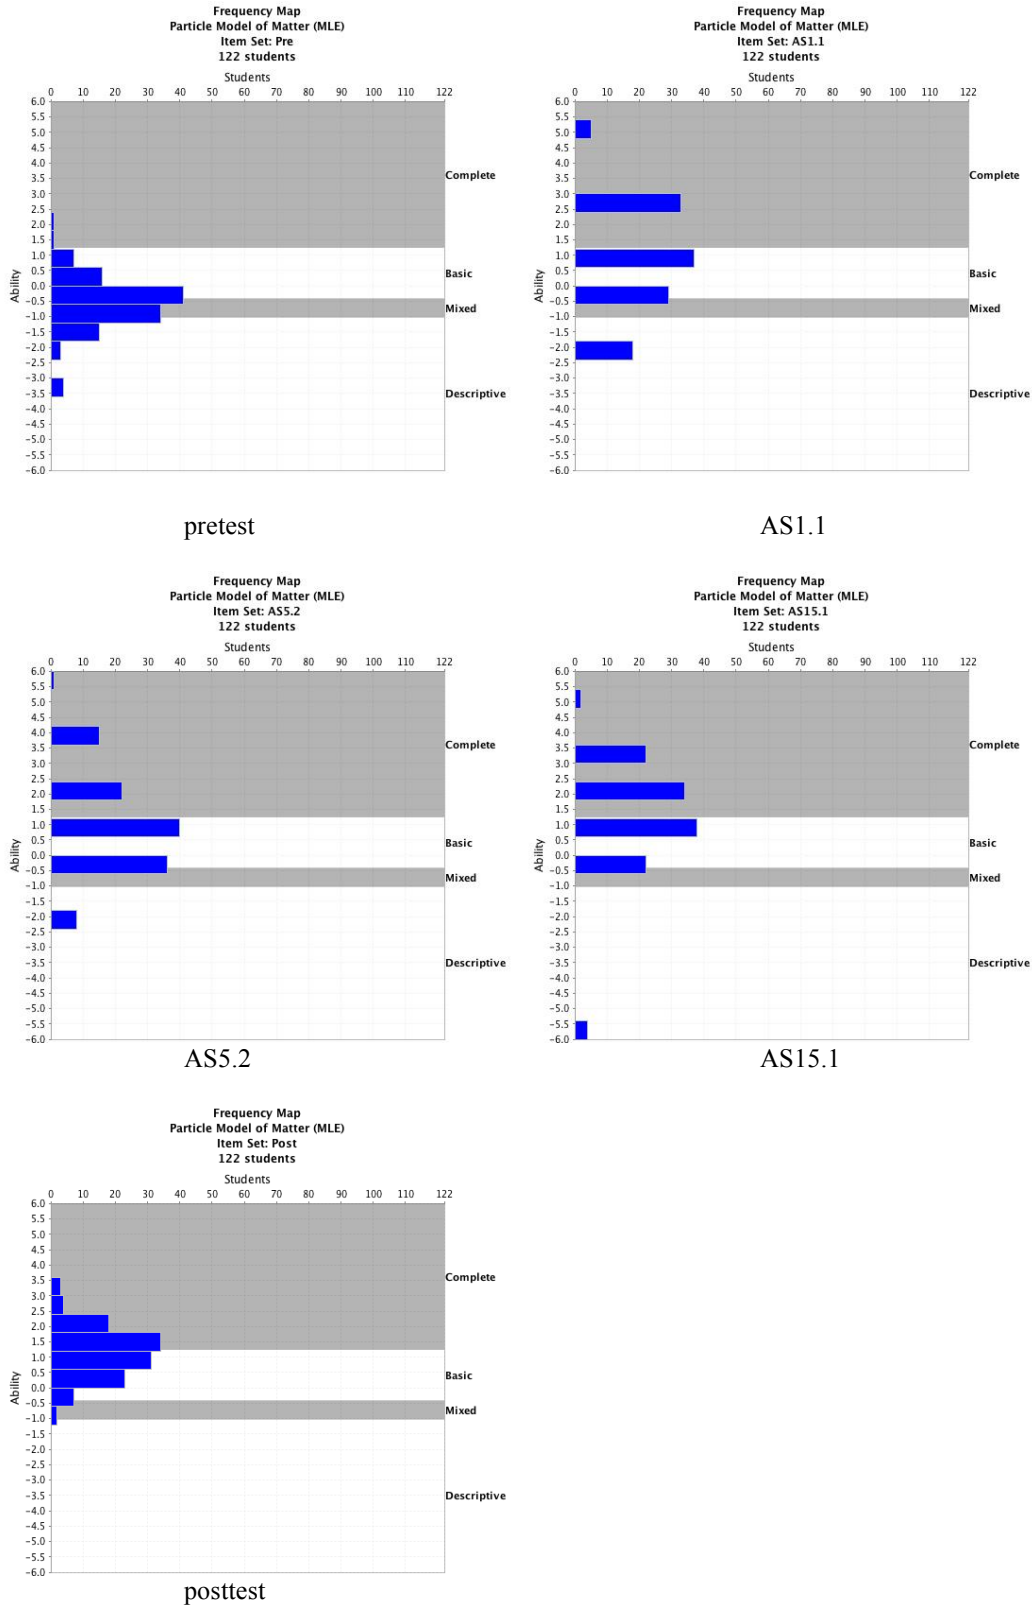 Frequency Map
Particle Model of Matter (MLE)
Item Set: Pre
122 students
Students
0 10 20 30 40 50 60 70 80 90 100 110 122
6.0
5.5
5.0
4.5
4.0
3.5
3.0
2.5
2.0
1.5
1.0
0.5
0.0
-0.5
-1.0
-1.5
-2.0
-2.5
-3.0
-3.5
-4.0
-4.5
-5.0
-5.5
-6.0
Ability
Complete
Basic
Mixed
Descriptive
pretest
Frequency Map
Particle Model of Matter (MLE)
Item Set: AS1.1
122 students
Students
0 10 20 30 40 50 60 70 80 90 100 110 122
6.0
5.5
5.0
4.5
4.0
3.5
3.0
2.5
2.0
1.5
1.0
0.5
0.0
-0.5
-1.0
-1.5
-2.0
-2.5
-3.0
-3.5
-4.0
-4.5
-5.0
-5.5
-6.0
Ability
Complete
Basic
Mixed
Descriptive
AS1.1
Frequency Map
Particle Model of Matter (MLE)
Item Set: AS5.2
122 students
Students
0 10 20 30 40 50 60 70 80 90 100 110 122
6.0
5.5
5.0
4.5
4.0
3.5
3.0
2.5
2.0
1.5
1.0
0.5
0.0
-0.5
-1.0
-1.5
-2.0
-2.5
-3.0
-3.5
-4.0
-4.5
-5.0
-5.5
-6.0
Ability
Complete
Basic
Mixed
Descriptive
AS5.2
Frequency Map
Particle Model of Matter (MLE)
Item Set: AS15.1
122 students
Students
0 10 20 30 40 50 60 70 80 90 100 110 122
6.0
5.5
5.0
4.5
4.0
3.5
3.0
2.5
2.0
1.5
1.0
0.5
0.0
-0.5
-1.0
-1.5
-2.0
-2.5
-3.0
-3.5
-4.0
-4.5
-5.0
-5.5
-6.0
Ability
Complete
Basic
Mixed
Descriptive
AS15.1
Frequency Map
Particle Model of Matter (MLE)
Item Set: Post
122 students
Students
0 10 20 30 40 50 60 70 80 90 100 110 122
6.0
5.5
5.0
4.5
4.0
3.5
3.0
2.5
2.0
1.5
1.0
0.5
0.0
-0.5
-1.0
-1.5
-2.0
-2.5
-3.0
-3.5
-4.0
-4.5
-5.0
-5.5
-6.0
Ability
Complete
Basic
Mixed
Descriptive
posttest